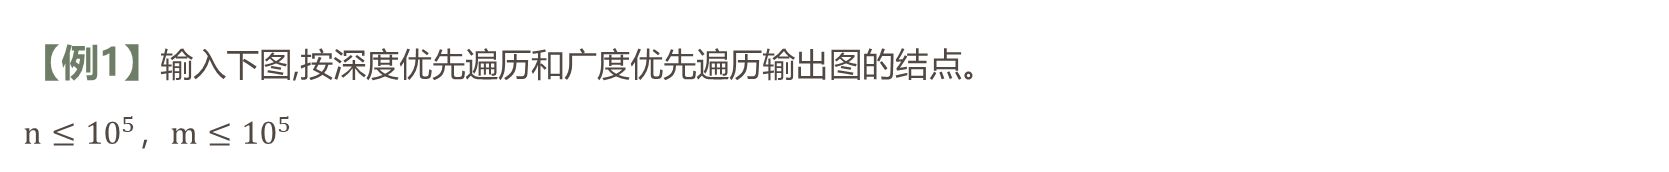 【例1】输入下图,按深度优先遍历和广度优先遍历输出图的结点。
n ≤ 10⁵，m ≤ 10⁵